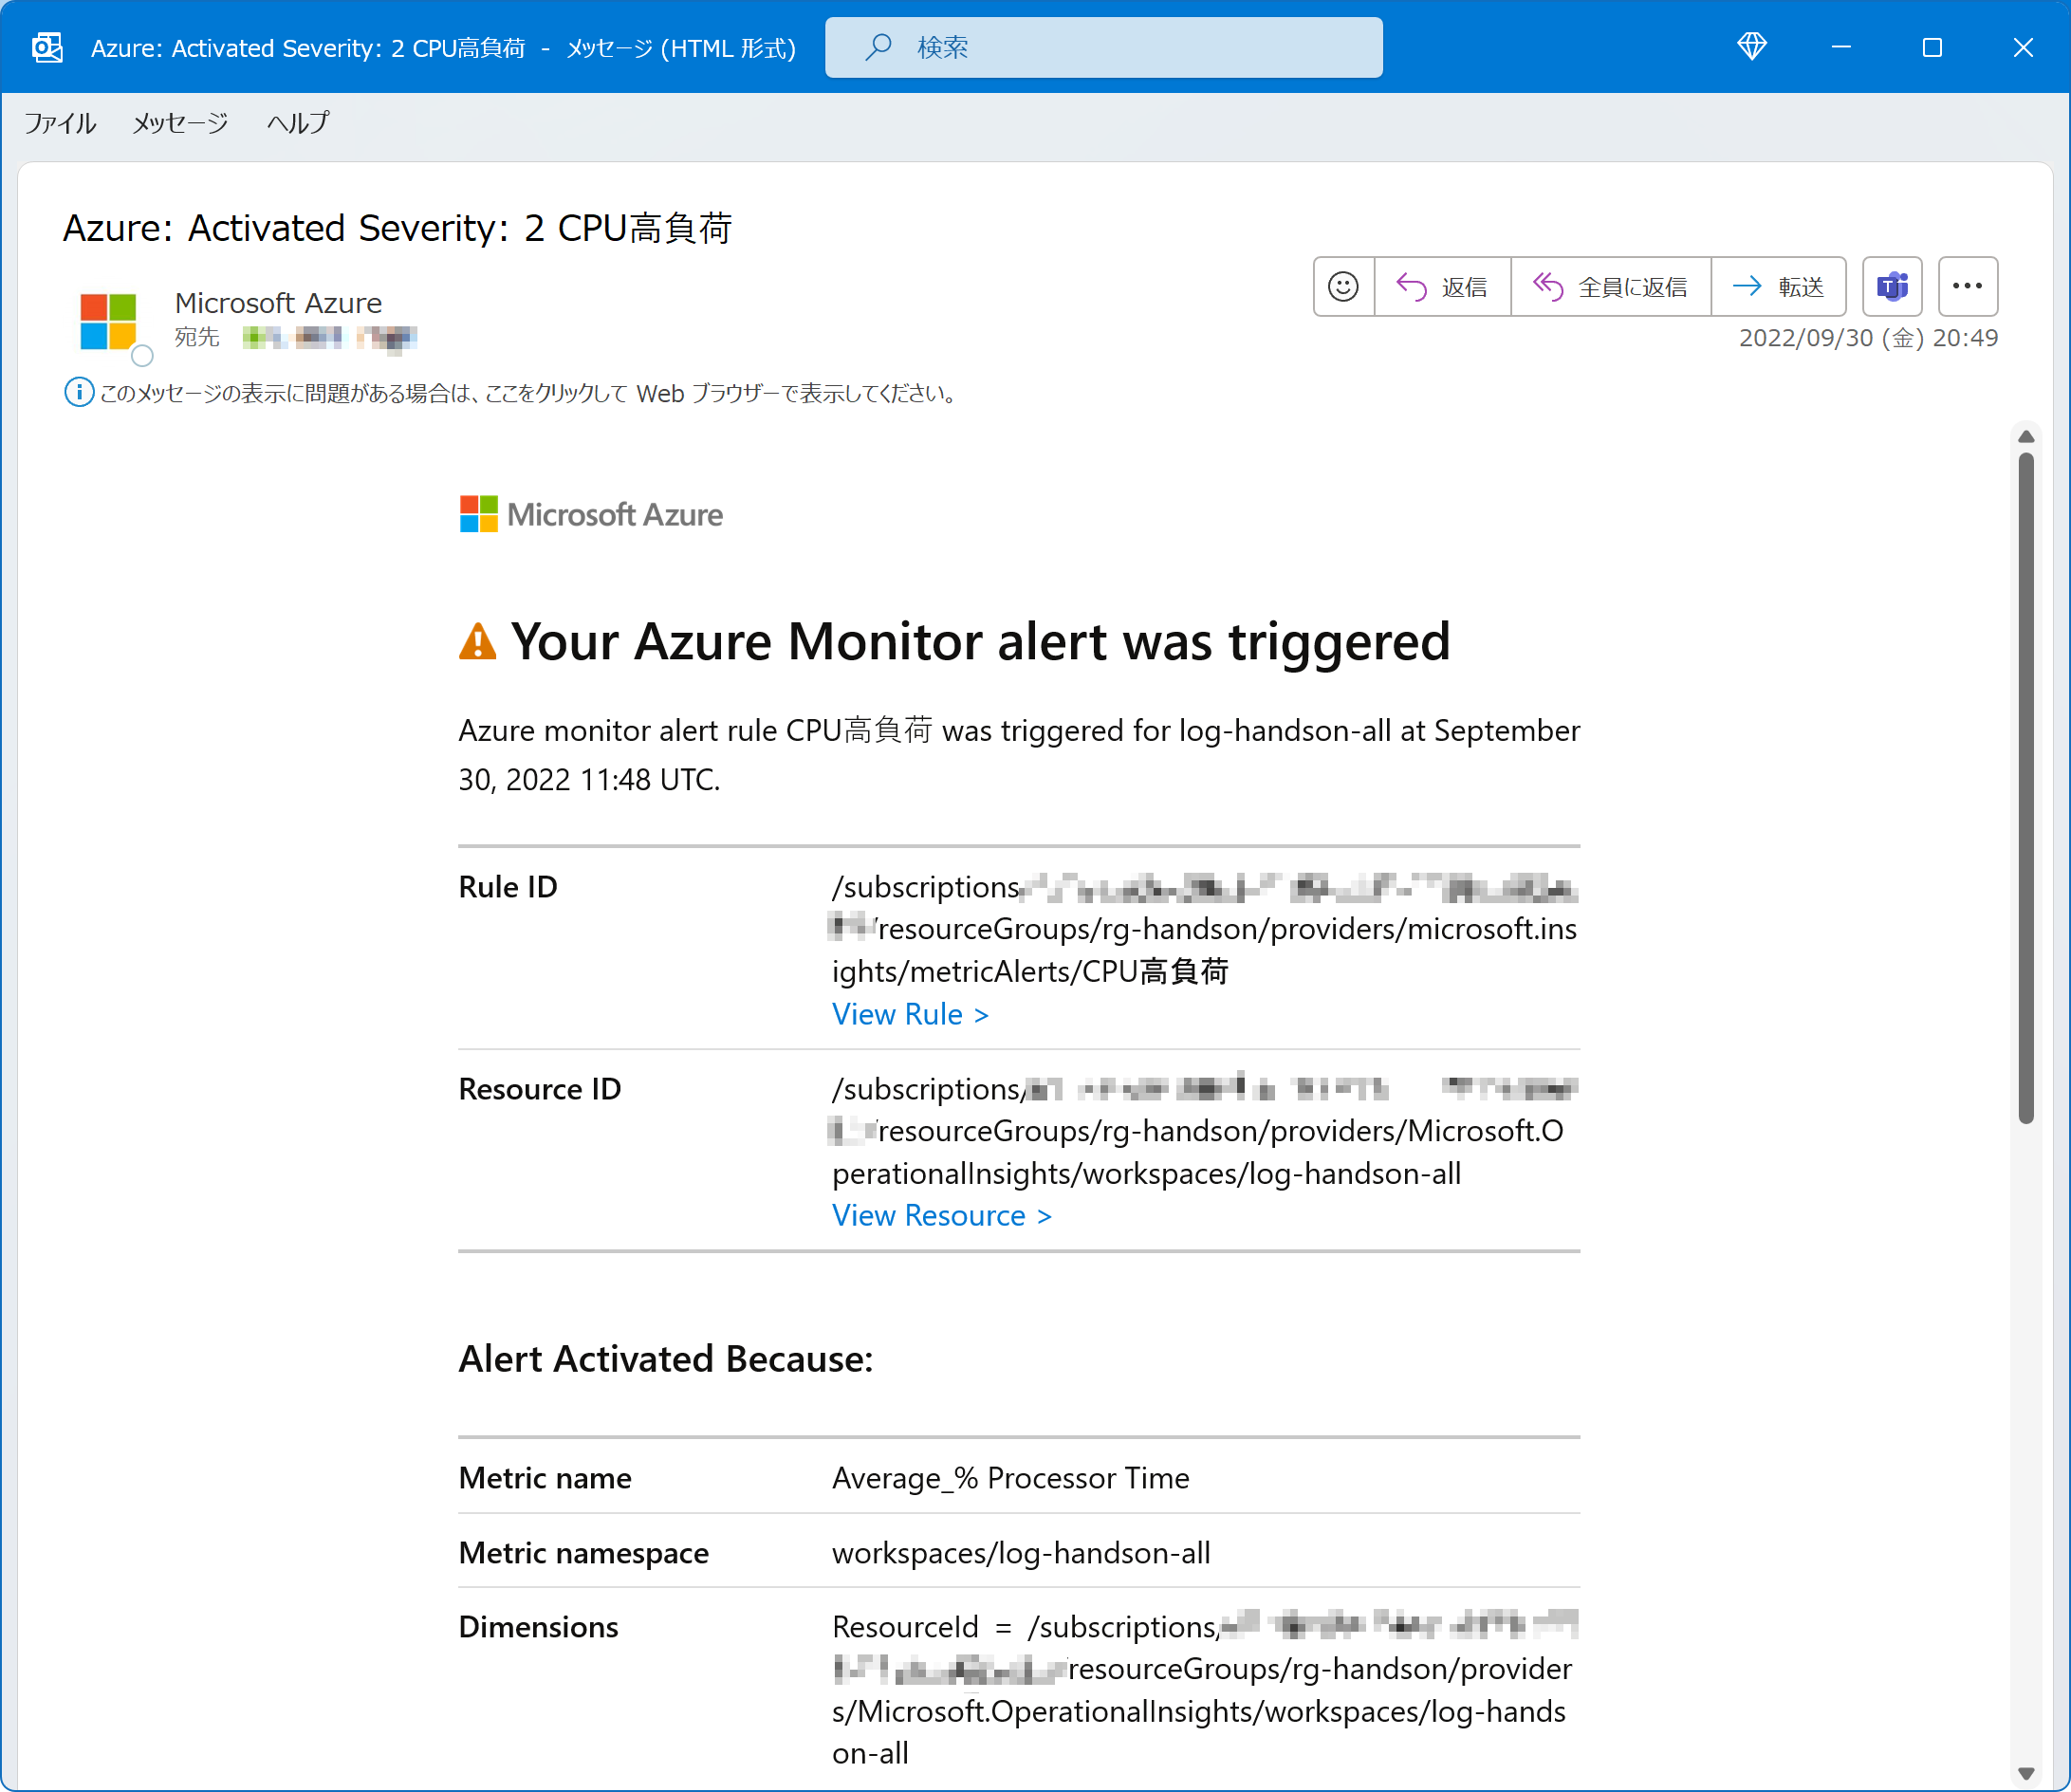 Azure: Activated Severity: 2 CPU高負荷 - メッセージ (HTML 形式)
検索
ファイル メッセージ ヘルプ
Azure: Activated Severity: 2 CPU高負荷
Microsoft Azure
宛先
返信 全員に返信 転送
2022/09/30 (金) 20:49
このメッセージの表示に問題がある場合は、ここをクリックして Web ブラウザーで表示してください。
Microsoft Azure
Your Azure Monitor alert was triggered
Azure monitor alert rule CPU高負荷 was triggered for log-handson-all at September
30, 2022 11:48 UTC.
Rule ID /subscriptions
/resourceGroups/rg-handson/providers/microsoft.ins
ights/metricAlerts/CPU高負荷
View Rule >
Resource ID /subscriptions/
/resourceGroups/rg-handson/providers/Microsoft.O
perationalInsights/workspaces/log-handson-all
View Resource >
Alert Activated Because:
Metric name Average_% Processor Time
Metric namespace workspaces/log-handson-all
Dimensions ResourceId = /subscriptions/
resourceGroups/rg-handson/provider
s/Microsoft.OperationalInsights/workspaces/log-hands
on-all